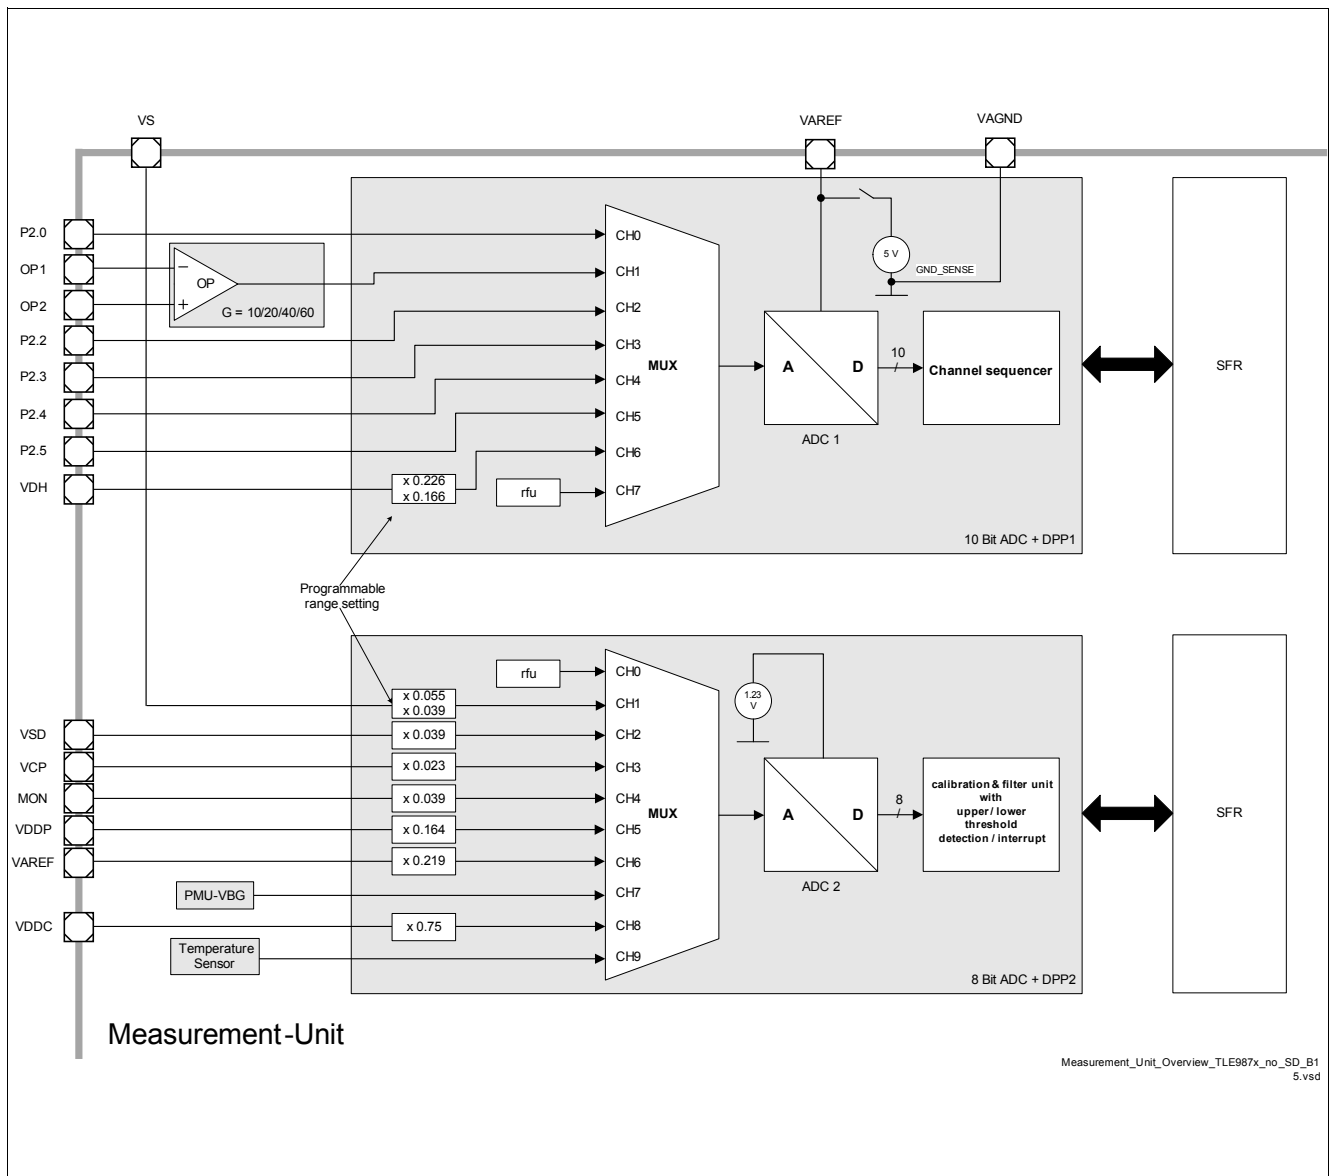 VS
VAREF
VAGND
P2.0
OP1
OP2
P2.2
P2.3
P2.4
P2.5
VDH
−
OP
+
G = 10/20/40/60
x 0.226
x 0.166
rfu
CH0
CH1
CH2
CH3
CH4
CH5
CH6
CH7
MUX
5 V
GND_SENSE
A
D
ADC 1
10
Channel sequencer
SFR
10 Bit ADC + DPP1
Programmable
range setting
VSD
VCP
MON
VDDP
VAREF
VDDC
PMU-VBG
Temperature
Sensor
rfu
x 0.055
x 0.039
x 0.039
x 0.023
x 0.039
x 0.164
x 0.219
x 0.75
CH0
CH1
CH2
CH3
CH4
CH5
CH6
CH7
CH8
CH9
MUX
1.23
V
A
D
ADC 2
8
calibration & filter unit
with
upper / lower
threshold
detection / interrupt
SFR
8 Bit ADC + DPP2
Measurement-Unit
Measurement_Unit_Overview_TLE987x_no_SD_B1
5.vsd